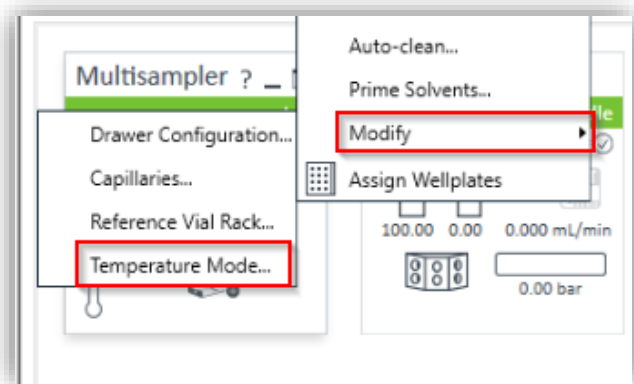 Auto-clean...
Multisampler ?
Prime Solvents...
Drawer Configuration...
Modify
Capillaries...
Assign Wellplates
Reference Vial Rack...
100.00 0.00 0.000 mL/min
Temperature Mode...
0.00 bar